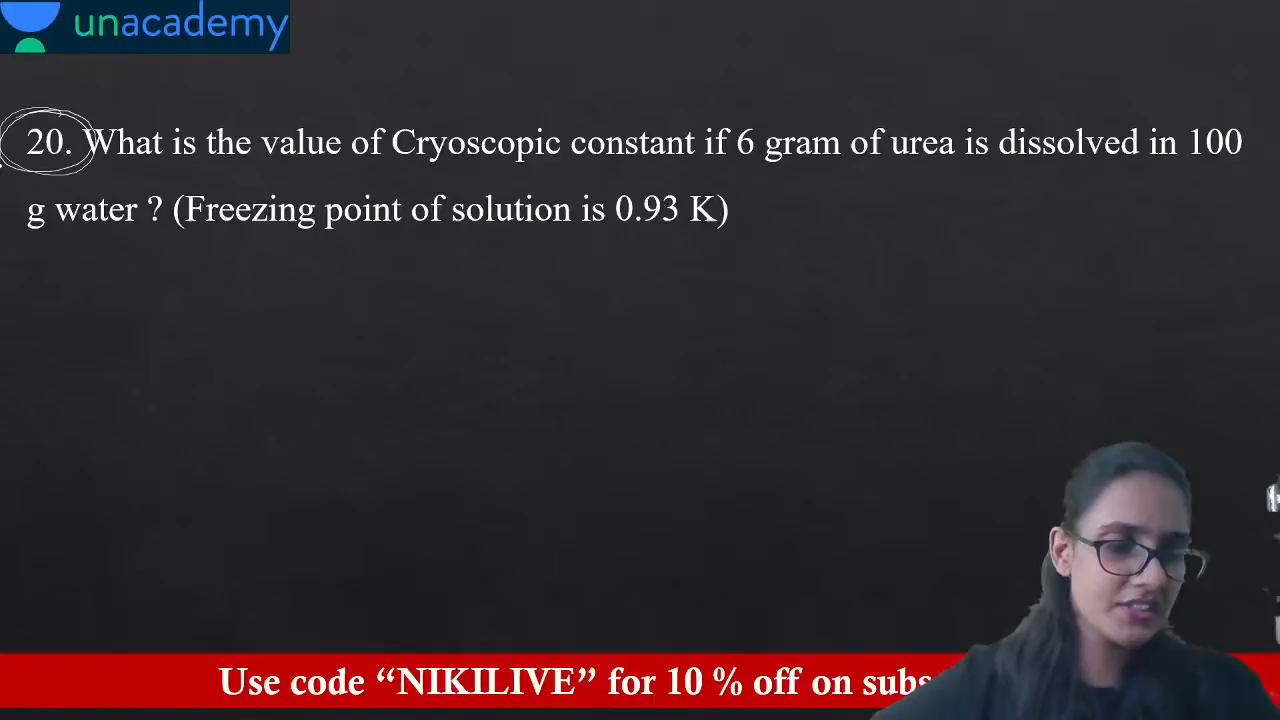 unacademy
20. What is the value of Cryoscopic constant if 6 gram of urea is dissolved in 100
g water ? (Freezing point of solution is 0.93 K)
Use code “NIKILIVE” for 10 % off on subs